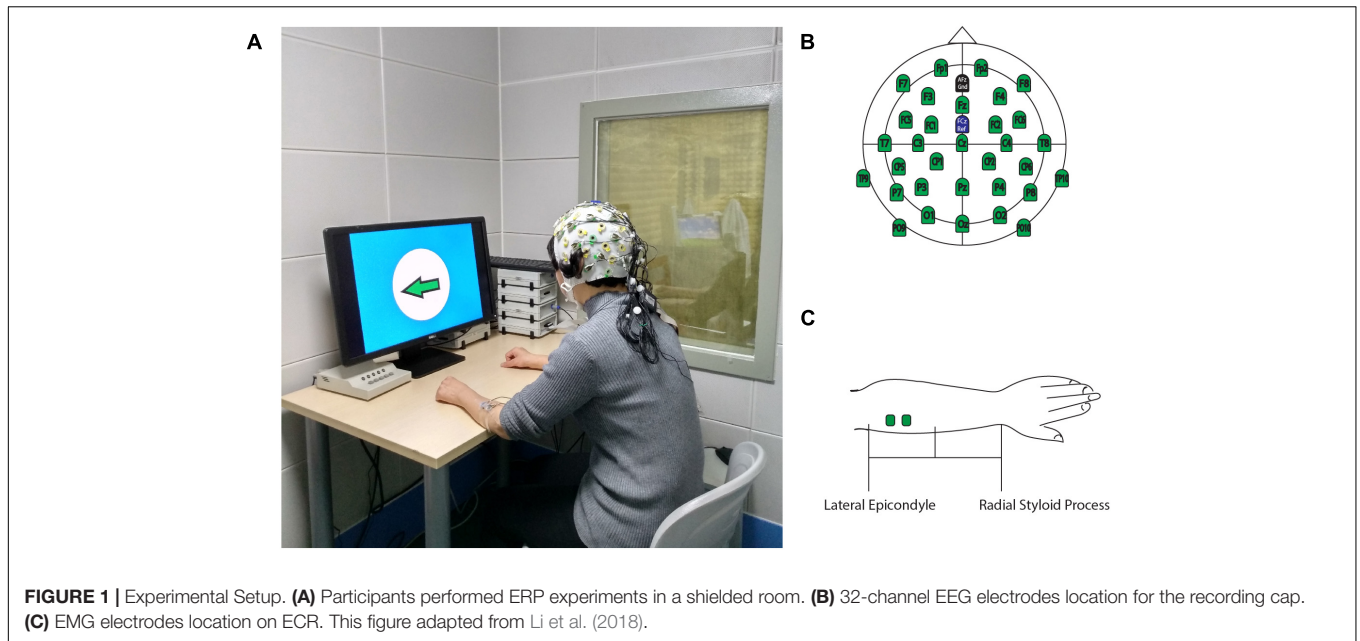 A
B
Fp1 Fp2
F7 AFz F8
Gnd
F3 Fz F4
FC5 FC1 FCz FC2 FC6
Ref
T7 C3 Cz C4 T8
CP5 CP1 CP2 CP6
TP9 TP10
P7 P3 Pz P4 P8
O1 Oz O2
PO9 PO10
C
Lateral Epicondyle Radial Styloid Process
FIGURE 1 | Experimental Setup. (A) Participants performed ERP experiments in a shielded room. (B) 32-channel EEG electrodes location for the recording cap.
(C) EMG electrodes location on ECR. This figure adapted from Li et al. (2018).